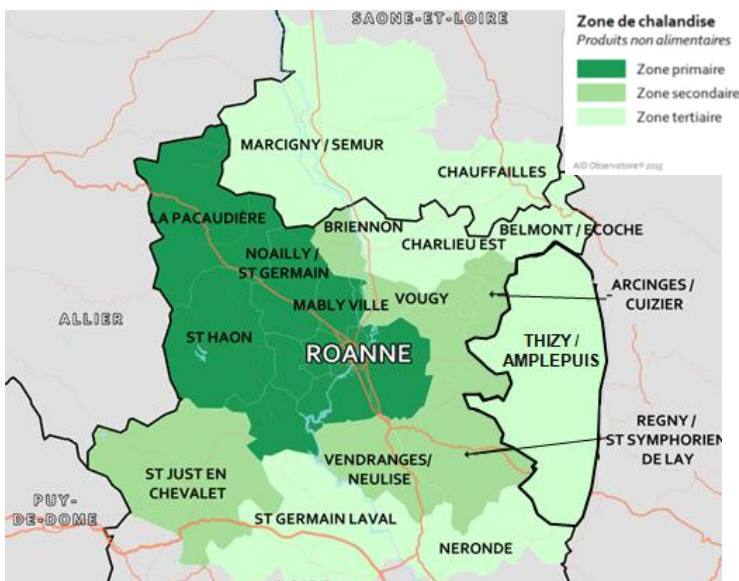 SAONE-ET-LOIRE
Zone de chalandise
Produits non alimentaires
Zone primaire
Zone secondaire
Zone tertiaire
AID Observatoire® 2015
MARCIGNY / SEMUR
CHAUFFAILLES
LA PACAUDIÈRE
BRIENNON
BELMONT / ECOCHE
CHARLIEU EST
NOAILLY /
ST GERMAIN
ARCINGES /
CUIZIER
MABLY VILLE
VOUGY
ALLIER
ST HAON
ROANNE
THIZY /
AMPLEPUIS
REGNY /
ST SYMPHORIEN
DE LAY
VENDRANGES/
NEULISE
ST JUST EN
CHEVALET
PUY-
DE-DOME
ST GERMAIN LAVAL
NERONDE